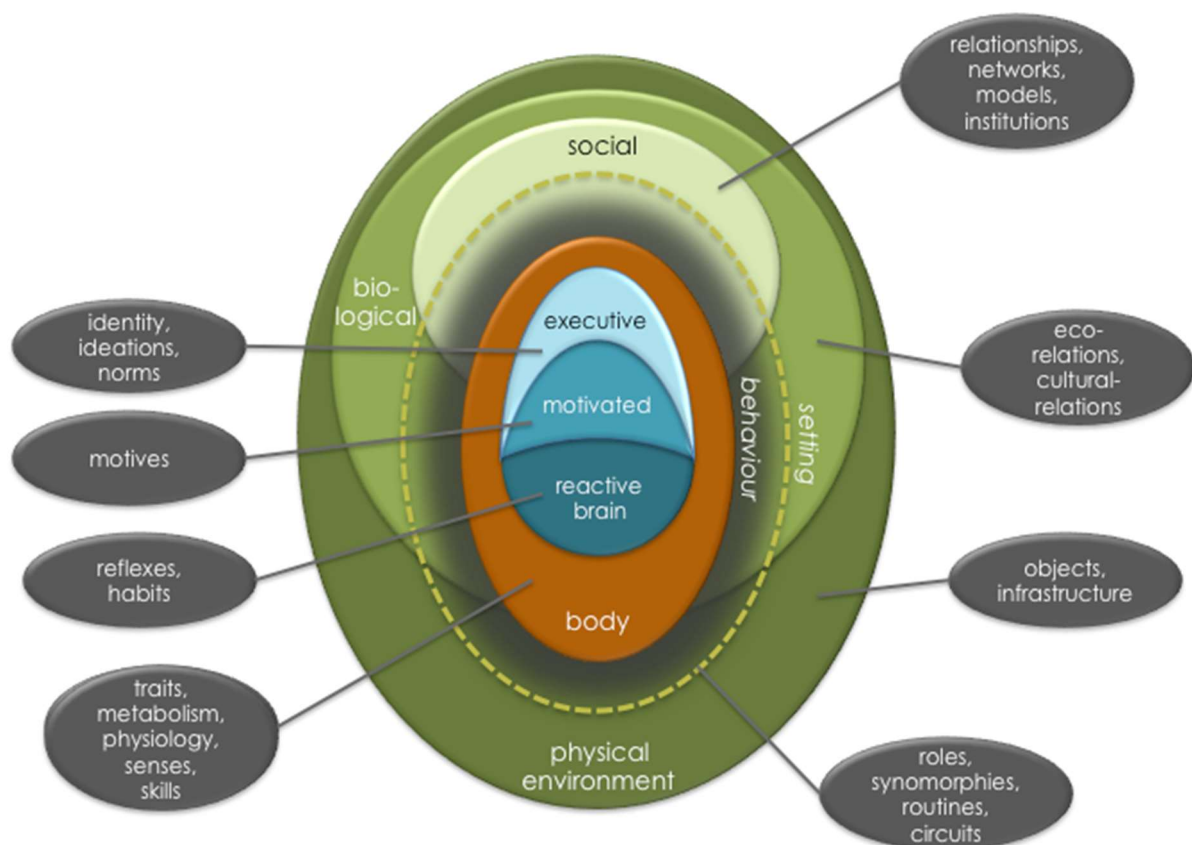 relationships,
networks,
models,
institutions
social
bio-
logical
identity,
ideations,
norms
executive
eco-
relations,
cultural-
relations
motivated
behaviour
setting
motives
reactive
brain
reflexes,
habits
objects,
infrastructure
body
traits,
metabolism,
physiology,
senses,
skills
physical
environment
roles,
synomorphies,
routines,
circuits